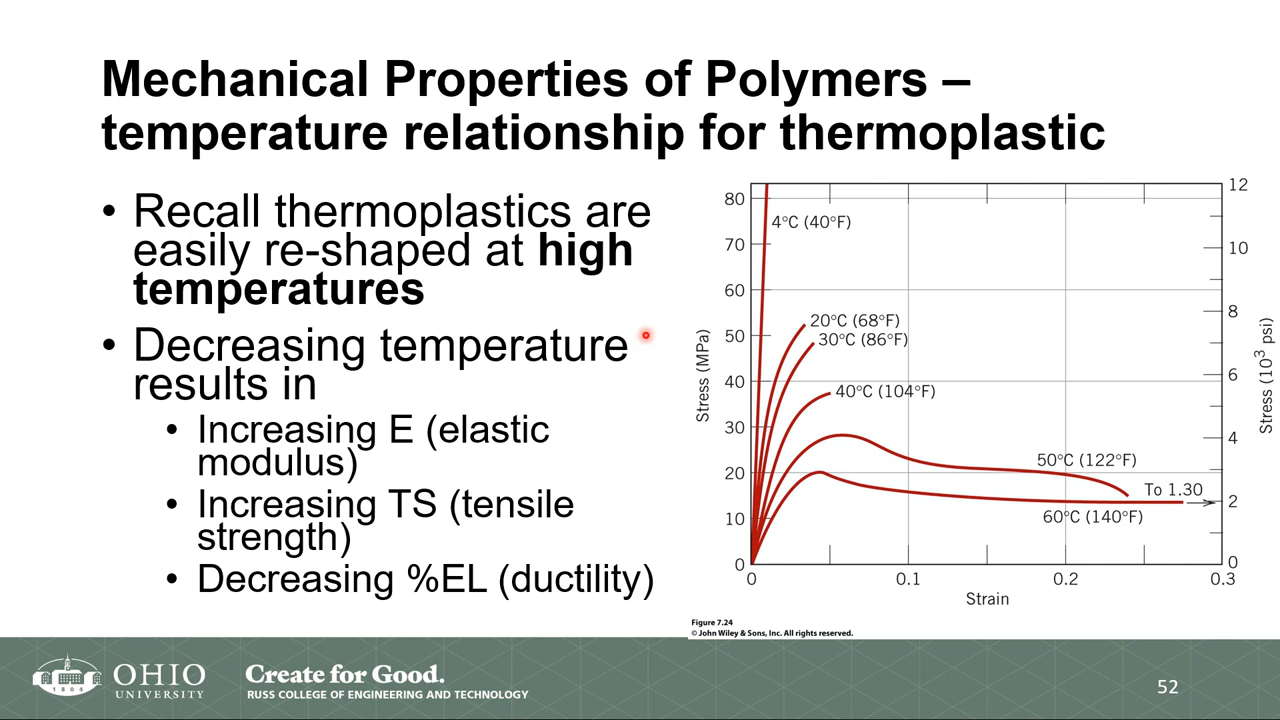 Mechanical Properties of Polymers –
temperature relationship for thermoplastic
• Recall thermoplastics are
easily re-shaped at high
temperatures
• Decreasing temperature
results in
• Increasing E (elastic
modulus)
• Increasing TS (tensile
strength)
• Decreasing %EL (ductility)
80
70
60
50
40
30
20
10
0
Stress (MPa)
4°C (40°F)
20°C (68°F)
30°C (86°F)
40°C (104°F)
50°C (122°F)
To 1.30
60°C (140°F)
12
10
8
6
4
2
0
Stress (10³ psi)
0
0.1
0.2
0.3
Strain
Figure 7.24
© John Wiley & Sons, Inc. All rights reserved.
1804
OHIO
UNIVERSITY
Create for Good.
RUSS COLLEGE OF ENGINEERING AND TECHNOLOGY
52